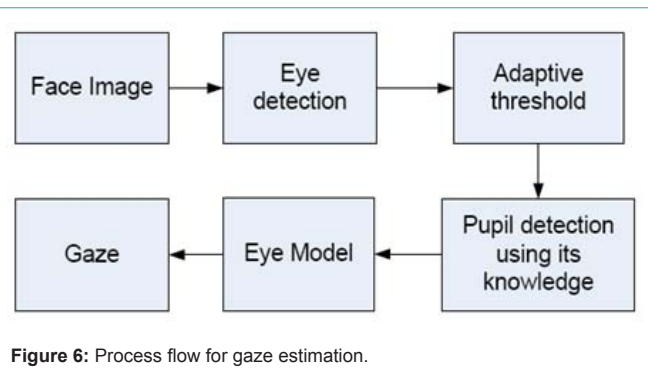 Face Image
Eye
detection
Adaptive
threshold
Pupil detection
using its
knowledge
Eye Model
Gaze
Figure 6: Process flow for gaze estimation.